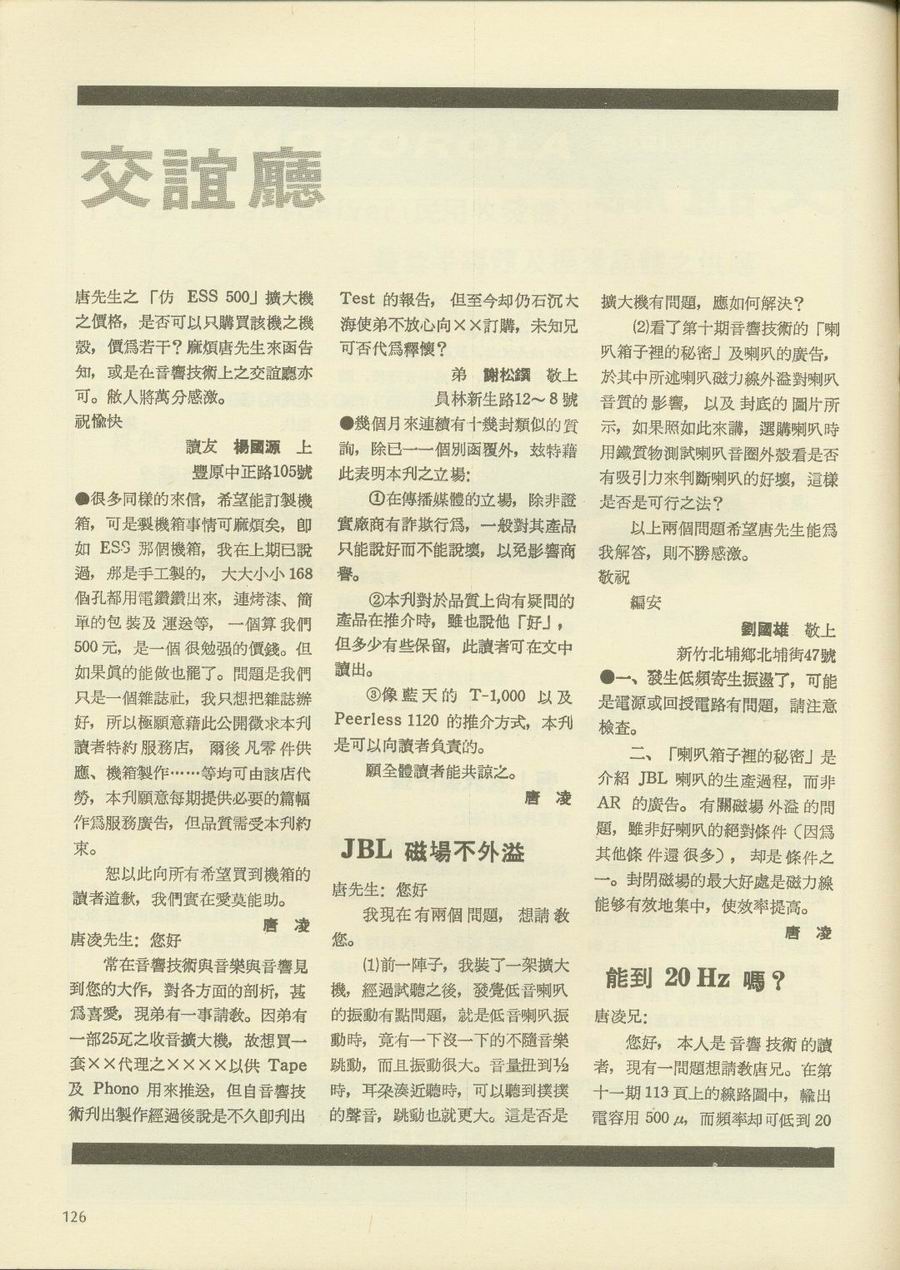 交誼廳
唐先生之「仿 ESS 500」擴大機
之價格，是否可以只購買該機之機
殼，價爲若干？麻煩唐先生來函告
知，或是在音響技術上之交誼廳亦
可。敝人將萬分感激。
祝愉快
讀友 楊國源 上
豐原中正路105號
●很多同樣的來信，希望能訂製機
箱，可是製機箱事情可麻煩矣，即
如 ESS 那個機箱，我在上期已說
過，那是手工製的，大大小小 168
個孔都用電鑽鑽出來，連烤漆、簡
單的包裝及運送等，一個算我們
500 元，是一個很勉强的價錢。但
如果眞的能做也罷了。問題是我們
只是一個雜誌社，我只想把雜誌辦
好，所以極願意藉此公開徵求本刋
讀者特約服務店，爾後凡零件供
應、機箱製作……等均可由該店代
勞，本刋願意每期提供必要的篇幅
作爲服務廣告，但品質需受本刋約
束。
恕以此向所有希望買到機箱的
讀者道歉，我們實在愛莫能助。
唐 凌
唐凌先生：您好
常在音響技術與音樂與音響見
到您的大作，對各方面的剖析，甚
爲喜愛，現弟有一事請敎。因弟有
一部25瓦之收音擴大機，故想買一
套××代理之××××以供 Tape
及 Phono 用來推送，但自音響技
術刋出製作經過後說是不久卽刋出
Test 的報告，但至今却仍石沉大
海使弟不放心向××訂購，未知兄
可否代爲釋懷？
弟 謝松鐉 敬上
員林新生路12～8 號
●幾個月來連續有十幾封類似的質
詢，除已一一個別函覆外，玆特藉
此表明本刋之立場：
①在傳播媒體的立場，除非證
實廠商有詐欺行爲，一般對其產品
只能說好而不能說壞，以免影響商
譽。
②本刋對於品質上尙有疑問的
產品在推介時，雖也說他「好」，
但多少有些保留，此讀者可在文中
讀出。
③像藍天的 T-1,000 以及
Peerless 1120 的推介方式，本刋
是可以向讀者負責的。
願全體讀者能共諒之。
唐 凌
JBL 磁場不外溢
唐先生：您好
我現在有兩個問題，想請敎
您。
⑴前一陣子，我裝了一架擴大
機，經過試聽之後，發覺低音喇叭
的振動有點問題，就是低音喇叭振
動時，竟有一下沒一下的不隨音樂
跳動，而且振動很大。音量扭到½
時，耳朶湊近聽時，可以聽到撲撲
的聲音，跳動也就更大。這是否是
擴大機有問題，應如何解決？
⑵看了第十期音響技術的「喇
叭箱子裡的秘密」及喇叭的廣告，
於其中所述喇叭磁力線外溢對喇叭
音質的影響，以及封底的圖片所
示，如果照如此來講，選購喇叭時
用鐵質物測試喇叭音圈外殼看是否
有吸引力來判斷喇叭的好壞，這樣
是否是可行之法？
以上兩個問題希望唐先生能爲
我解答，則不勝感激。
敬祝
編安
劉國雄 敬上
新竹北埔鄉北埔街47號
●一、發生低頻寄生振盪了，可能
是電源或回授電路有問題，請注意
檢查。
二、「喇叭箱子裡的秘密」是
介紹 JBL 喇叭的生產過程，而非
AR 的廣告。有關磁場外溢的問
題，雖非好喇叭的絕對條件（因爲
其他條件還很多），却是條件之
一。封閉磁場的最大好處是磁力線
能够有效地集中，使效率提高。
唐 凌
能到 20 Hz 嗎？
唐凌兄：
您好，本人是音響技術的讀
者，現有一問題想請敎唐兄。在第
十一期 113 頁上的線路圖中，輸出
電容用 500 μ，而頻率却可低到 20
126